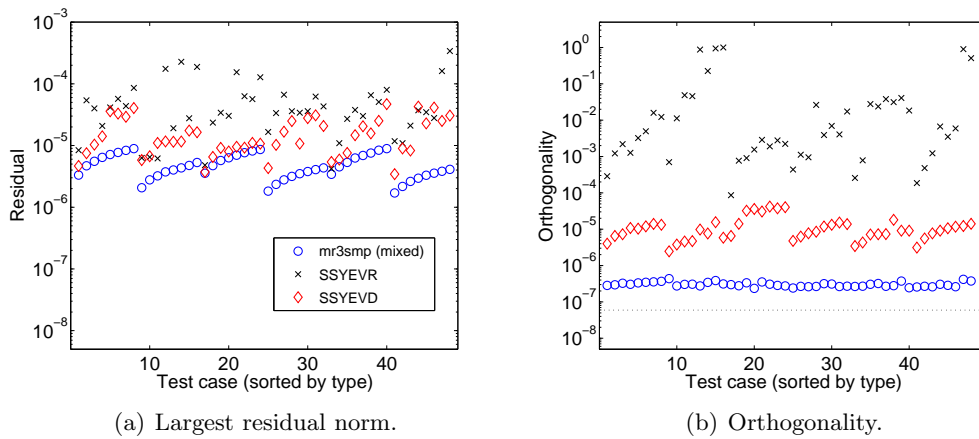 10^{-3}
10^{-4}
10^{-5}
10^{-6}
10^{-7}
10^{-8}
Residual
mr3smp (mixed)
SSYEVR
SSYEVD
10 20 30 40
Test case (sorted by type)
(a) Largest residual norm.
10^{0}
10^{-1}
10^{-2}
10^{-3}
10^{-4}
10^{-5}
10^{-6}
10^{-7}
10^{-8}
Orthogonality
10 20 30 40
Test case (sorted by type)
(b) Orthogonality.